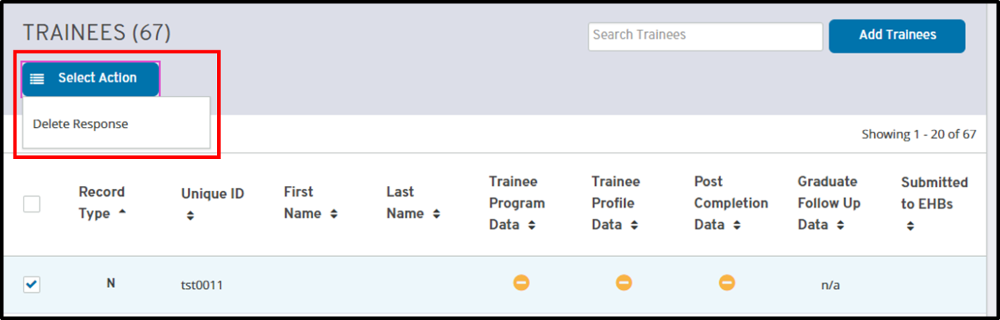 TRAINEES (67)
Search Trainees
Add Trainees
Select Action
Delete Response
Showing 1 - 20 of 67
Record
Type
Unique ID
First
Name
Last
Name
Trainee
Program
Data
Trainee
Profile
Data
Post
Completion
Data
Graduate
Follow Up
Data
Submitted
to EHBs
N
tst0011
n/a